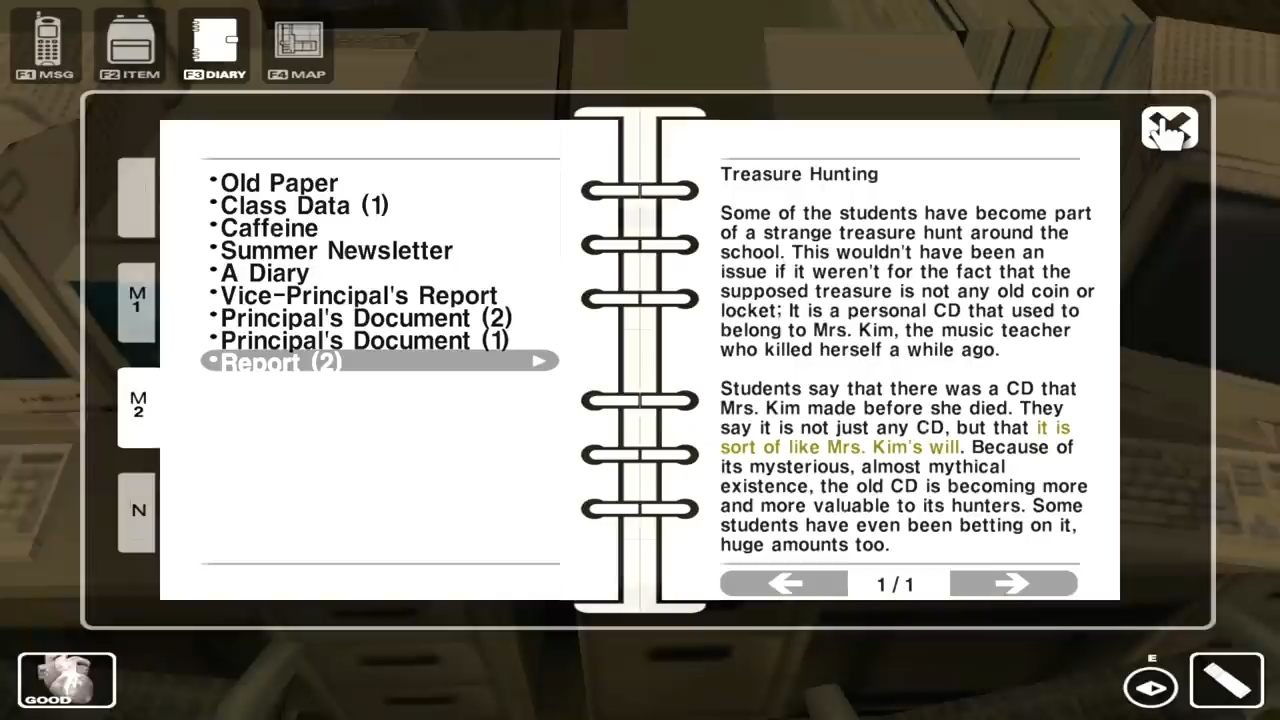 F1 MSG
F2 ITEM
F3 DIARY
F4 MAP
M
1
M
2
N
•Old Paper
•Class Data (1)
•Caffeine
•Summer Newsletter
•A Diary
•Vice-Principal's Report
•Principal's Document (2)
•Principal's Document (1)
•Report (2)
Treasure Hunting
Some of the students have become part
of a strange treasure hunt around the
school. This wouldn't have been an
issue if it weren't for the fact that the
supposed treasure is not any old coin or
locket; It is a personal CD that used to
belong to Mrs. Kim, the music teacher
who killed herself a while ago.
Students say that there was a CD that
Mrs. Kim made before she died. They
say it is not just any CD, but that it is
sort of like Mrs. Kim's will. Because of
its mysterious, almost mythical
existence, the old CD is becoming more
and more valuable to its hunters. Some
students have even been betting on it,
huge amounts too.
1 / 1
GOOD
E